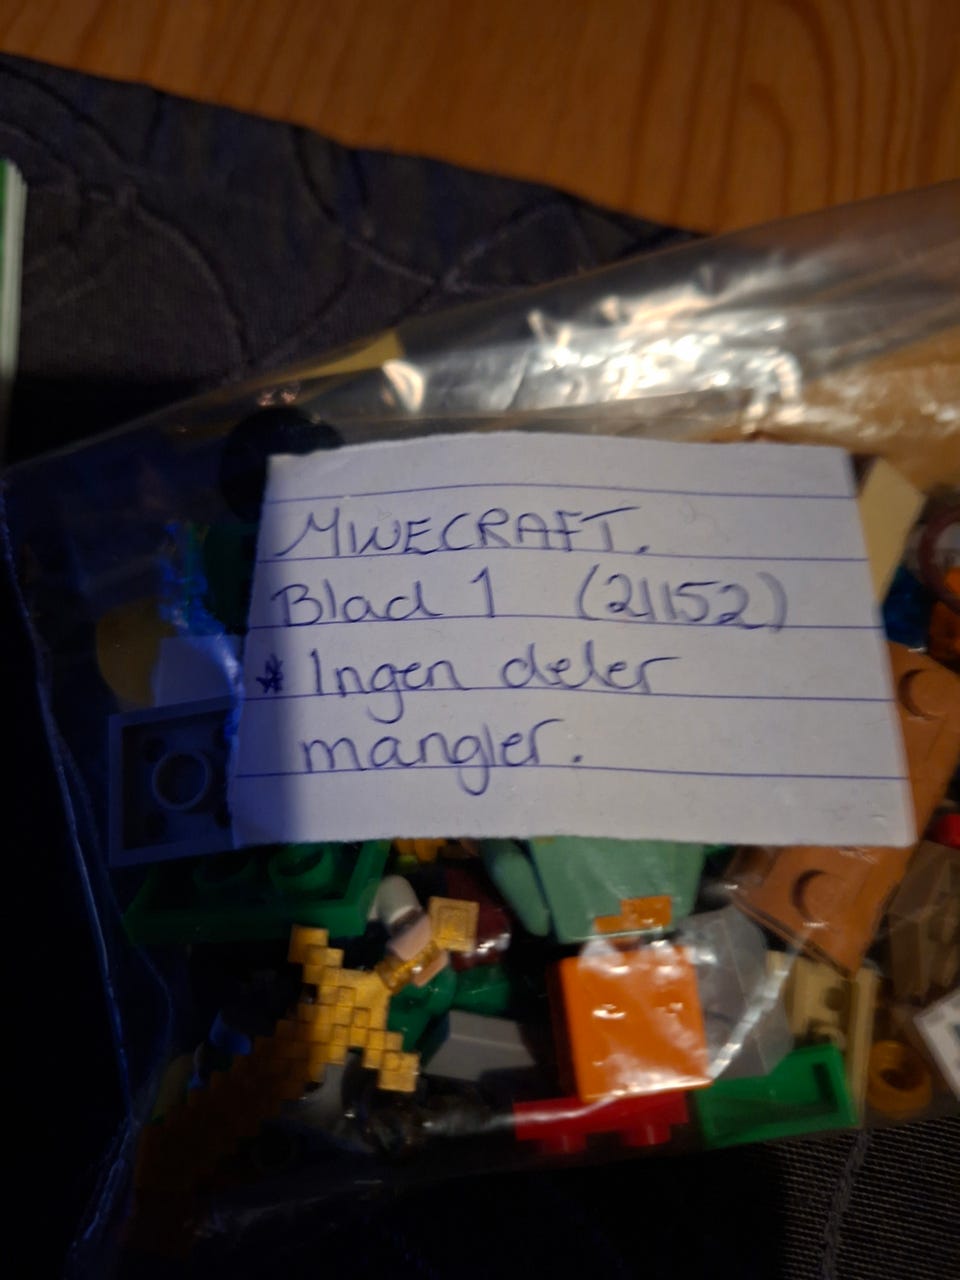 MINECRAFT.
Blad 1 (21152)
* Ingen deler
mangler.